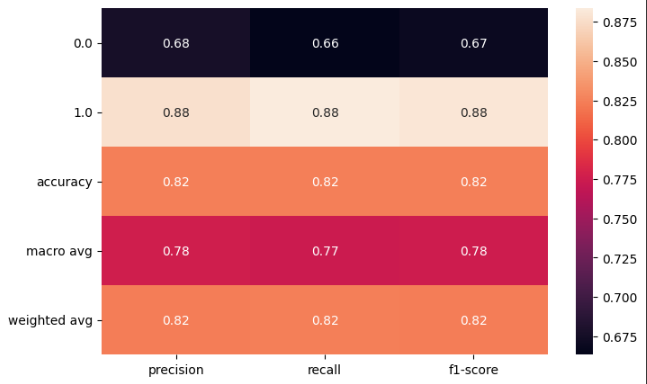 0.0 0.68 0.66 0.67
1.0 0.88 0.88 0.88
accuracy 0.82 0.82 0.82
macro avg 0.78 0.77 0.78
weighted avg 0.82 0.82 0.82
precision recall f1-score
0.875
0.850
0.825
0.800
0.775
0.750
0.725
0.700
0.675